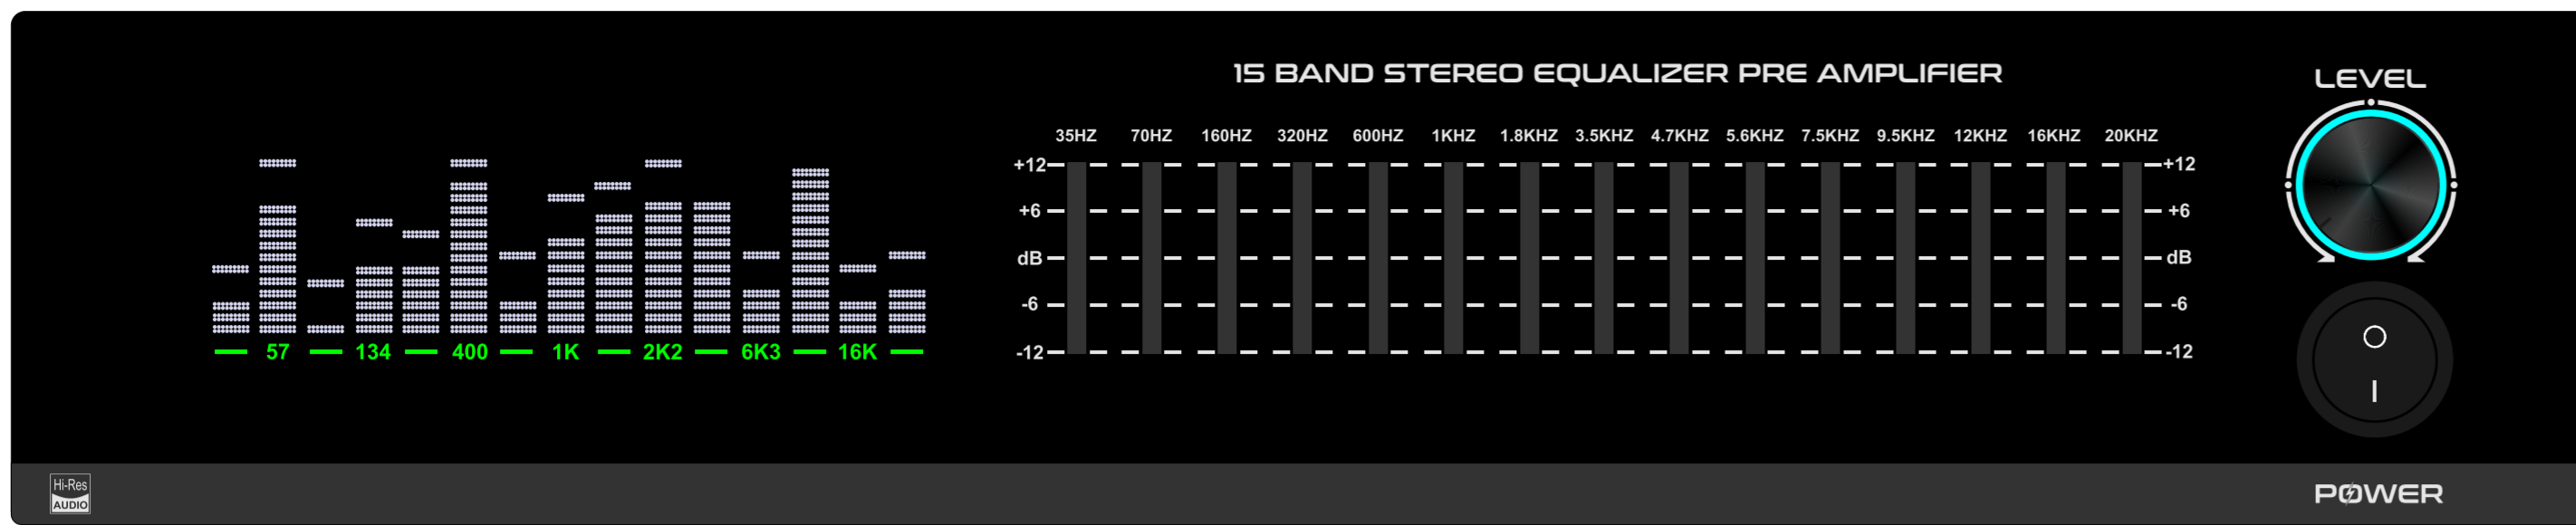 15 BAND STEREO EQUALIZER PRE AMPLIFIER
LEVEL
35HZ 70HZ 160HZ 320HZ 600HZ 1KHZ 1.8KHZ 3.5KHZ 4.7KHZ 5.6KHZ 7.5KHZ 9.5KHZ 12KHZ 16KHZ 20KHZ
+12 +12
+6 +6
dB dB
-6 -6
-12 -12
57 134 400 1K 2K2 6K3 16K
Hi-Res
AUDIO
POWER